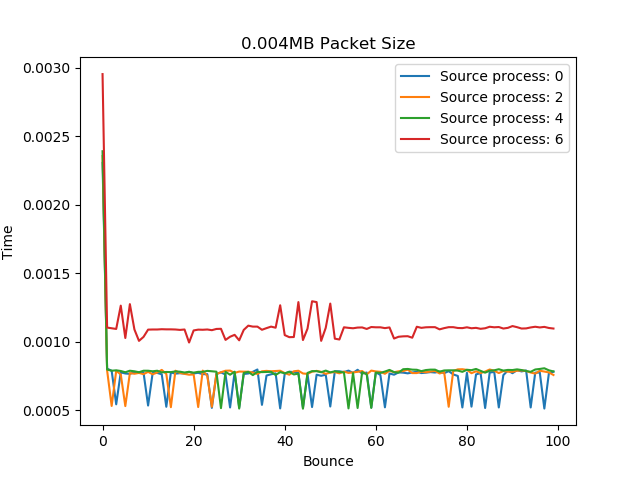 0.004MB Packet Size
Source process: 0
Source process: 2
Source process: 4
Source process: 6
0.0030
0.0025
0.0020
0.0015
0.0010
0.0005
Time
0 20 40 60 80 100
Bounce